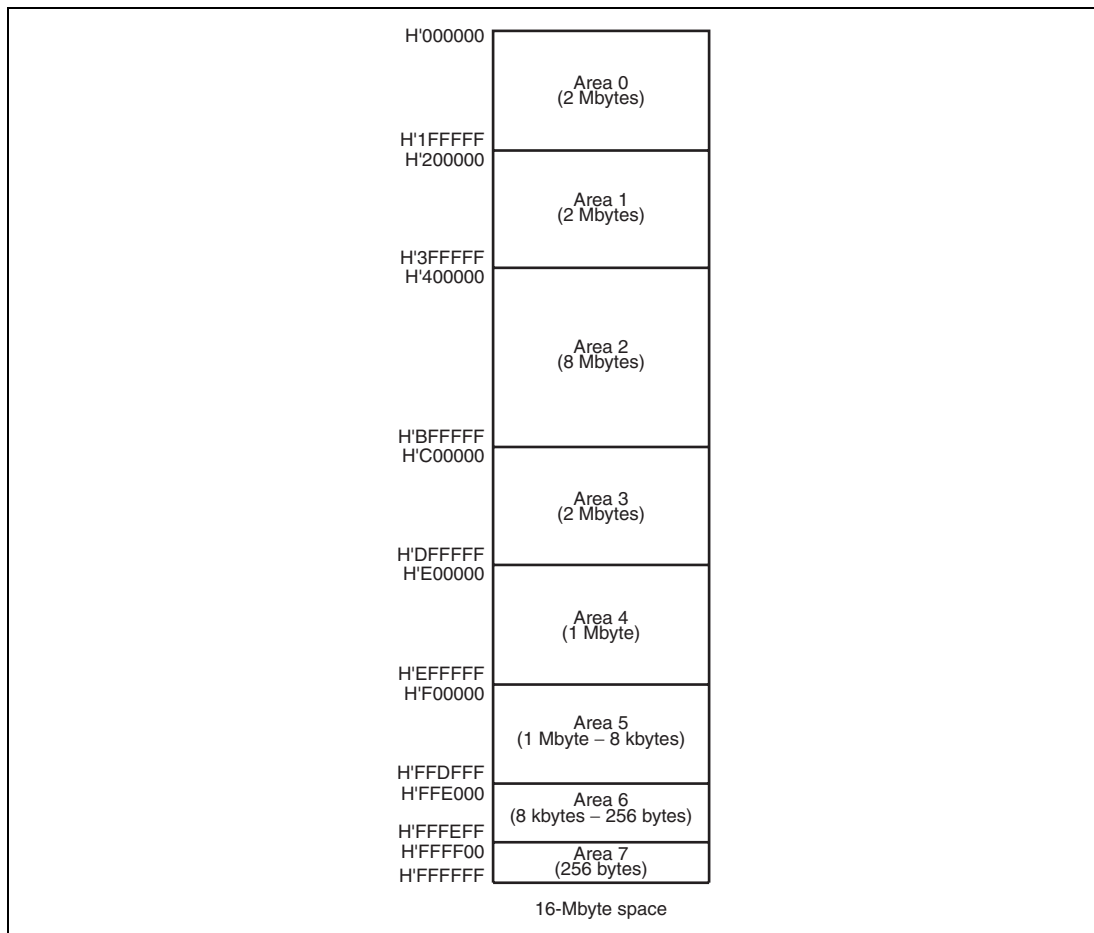 H'000000
Area 0
(2 Mbytes)
H'1FFFFF
H'200000
Area 1
(2 Mbytes)
H'3FFFFF
H'400000
Area 2
(8 Mbytes)
H'BFFFFF
H'C00000
Area 3
(2 Mbytes)
H'DFFFFF
H'E00000
Area 4
(1 Mbyte)
H'EFFFFF
H'F00000
Area 5
(1 Mbyte – 8 kbytes)
H'FFDFFF
H'FFE000
Area 6
(8 kbytes – 256 bytes)
H'FFFEFF
H'FFFF00
Area 7
(256 bytes)
H'FFFFFF
16-Mbyte space